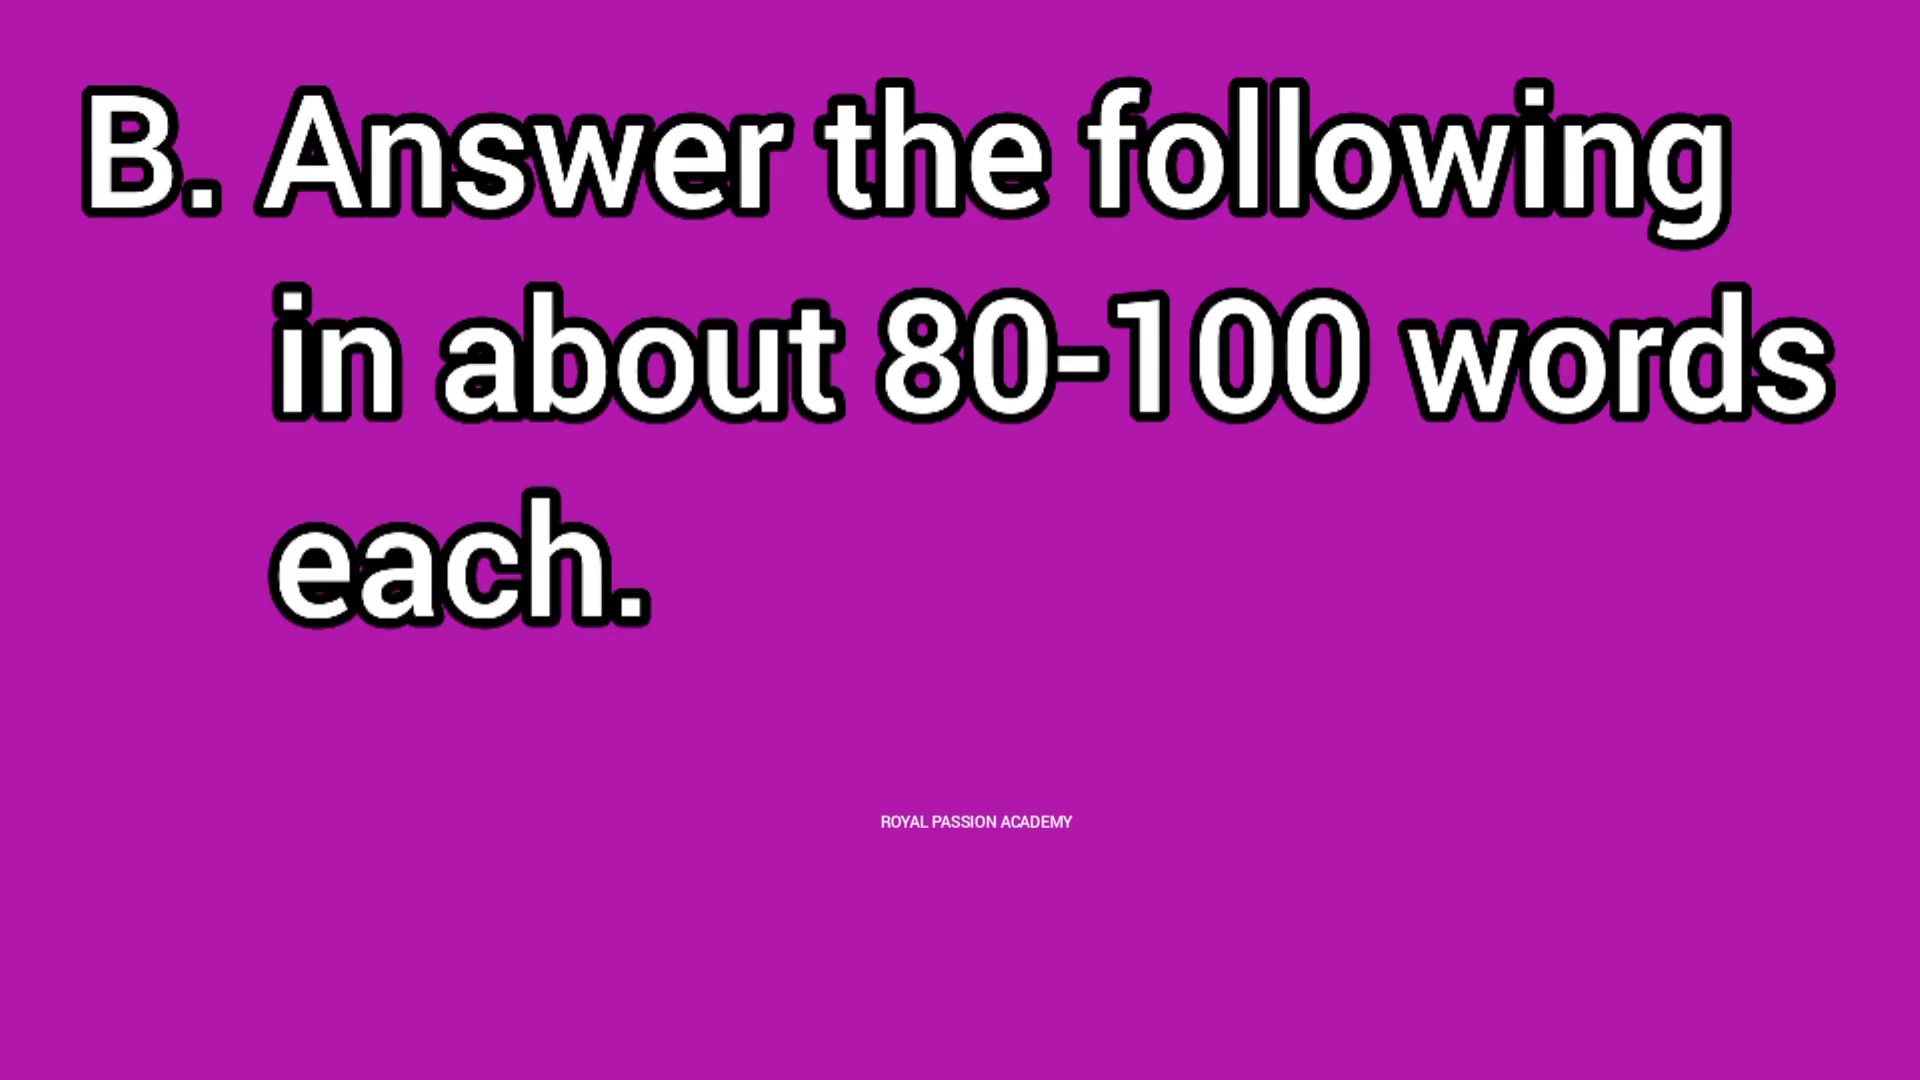 B. Answer the following
in about 80-100 words
each.
ROYAL PASSION ACADEMY